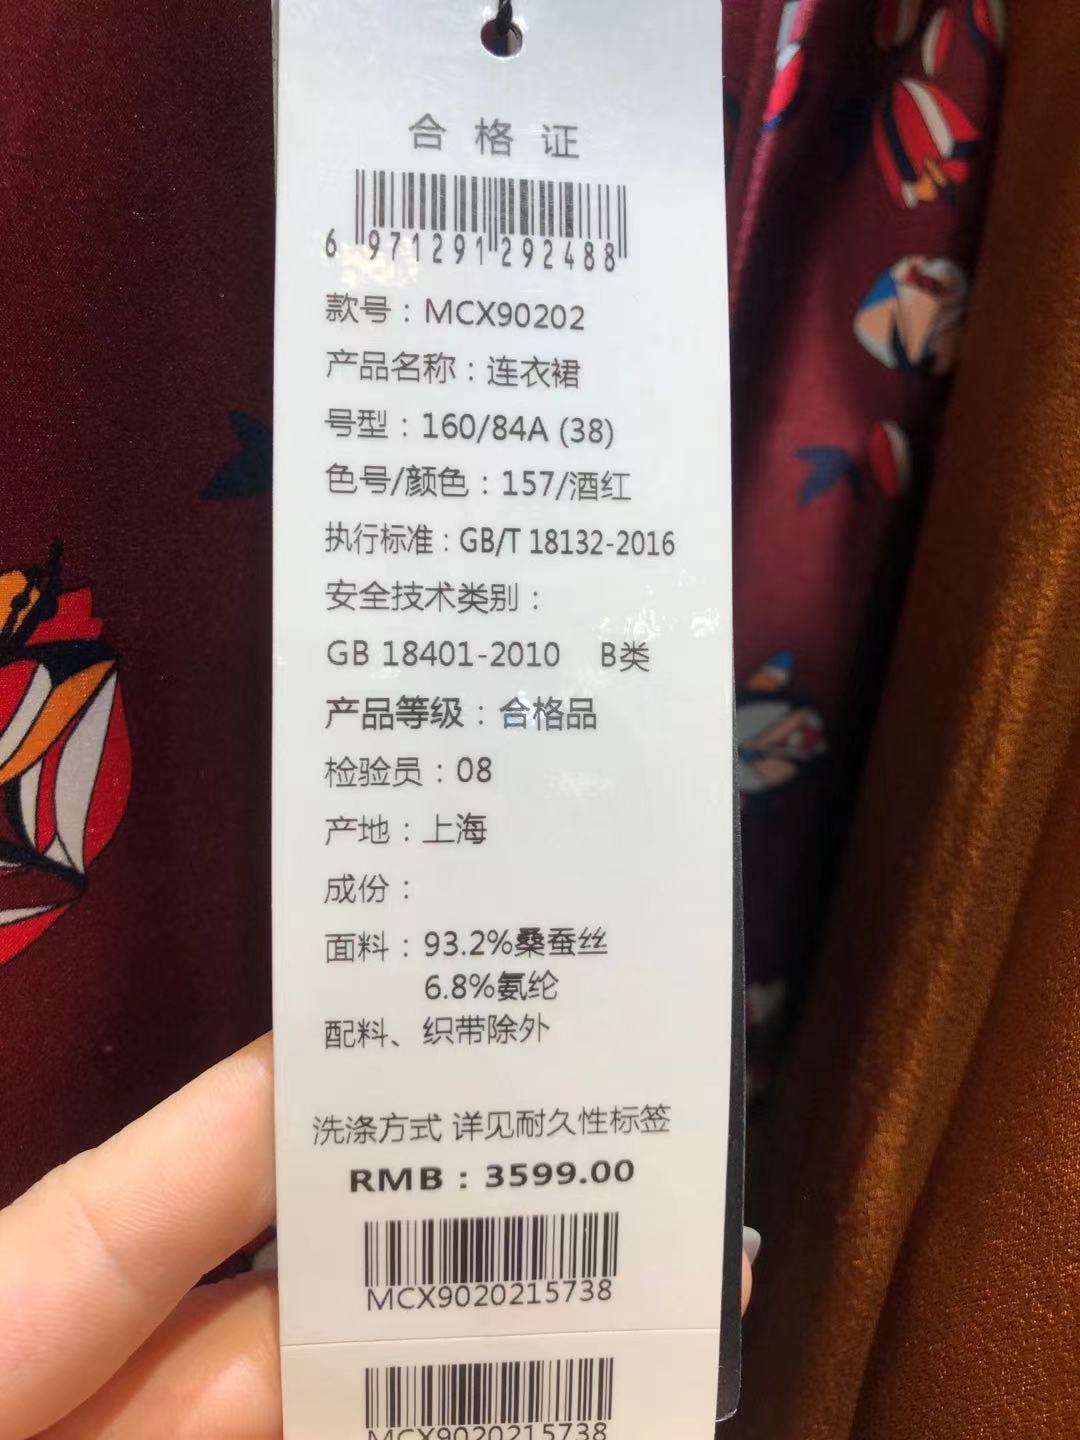 合格证
6 971291 292488
款号：MCX90202
产品名称：连衣裙
号型：160/84A (38)
色号/颜色：157/酒红
执行标准：GB/T 18132-2016
安全技术类别：
GB 18401-2010 B类
产品等级：合格品
检验员：08
产地：上海
成份：
面料：93.2%桑蚕丝
6.8%氨纶
配料、织带除外
洗涤方式 详见耐久性标签
RMB：3599.00
MCX9020215738
MCX9020215738